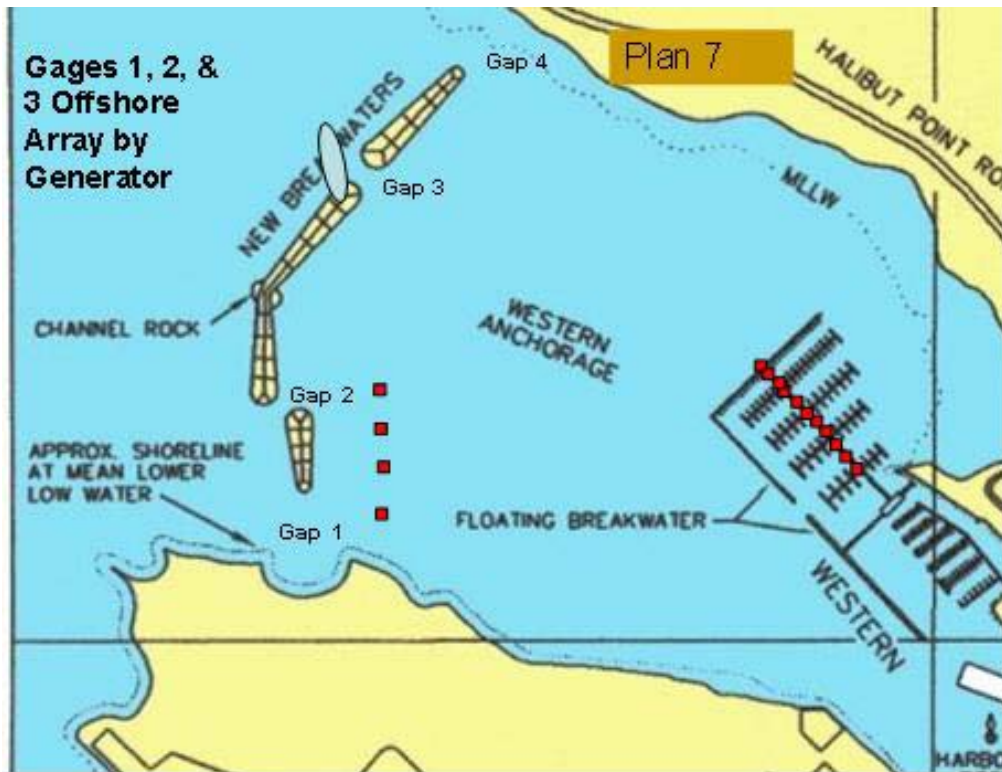 Gages 1, 2, &
3 Offshore
Array by
Generator
Gap 4
Plan 7
HALIBUT POINT RO
NEW BREAKWATERS
Gap 3
MLLW
CHANNEL ROCK
WESTERN
ANCHORAGE
Gap 2
APPROX. SHORELINE
AT MEAN LOWER
LOW WATER
Gap 1
FLOATING BREAKWATER
WESTERN
HARBO